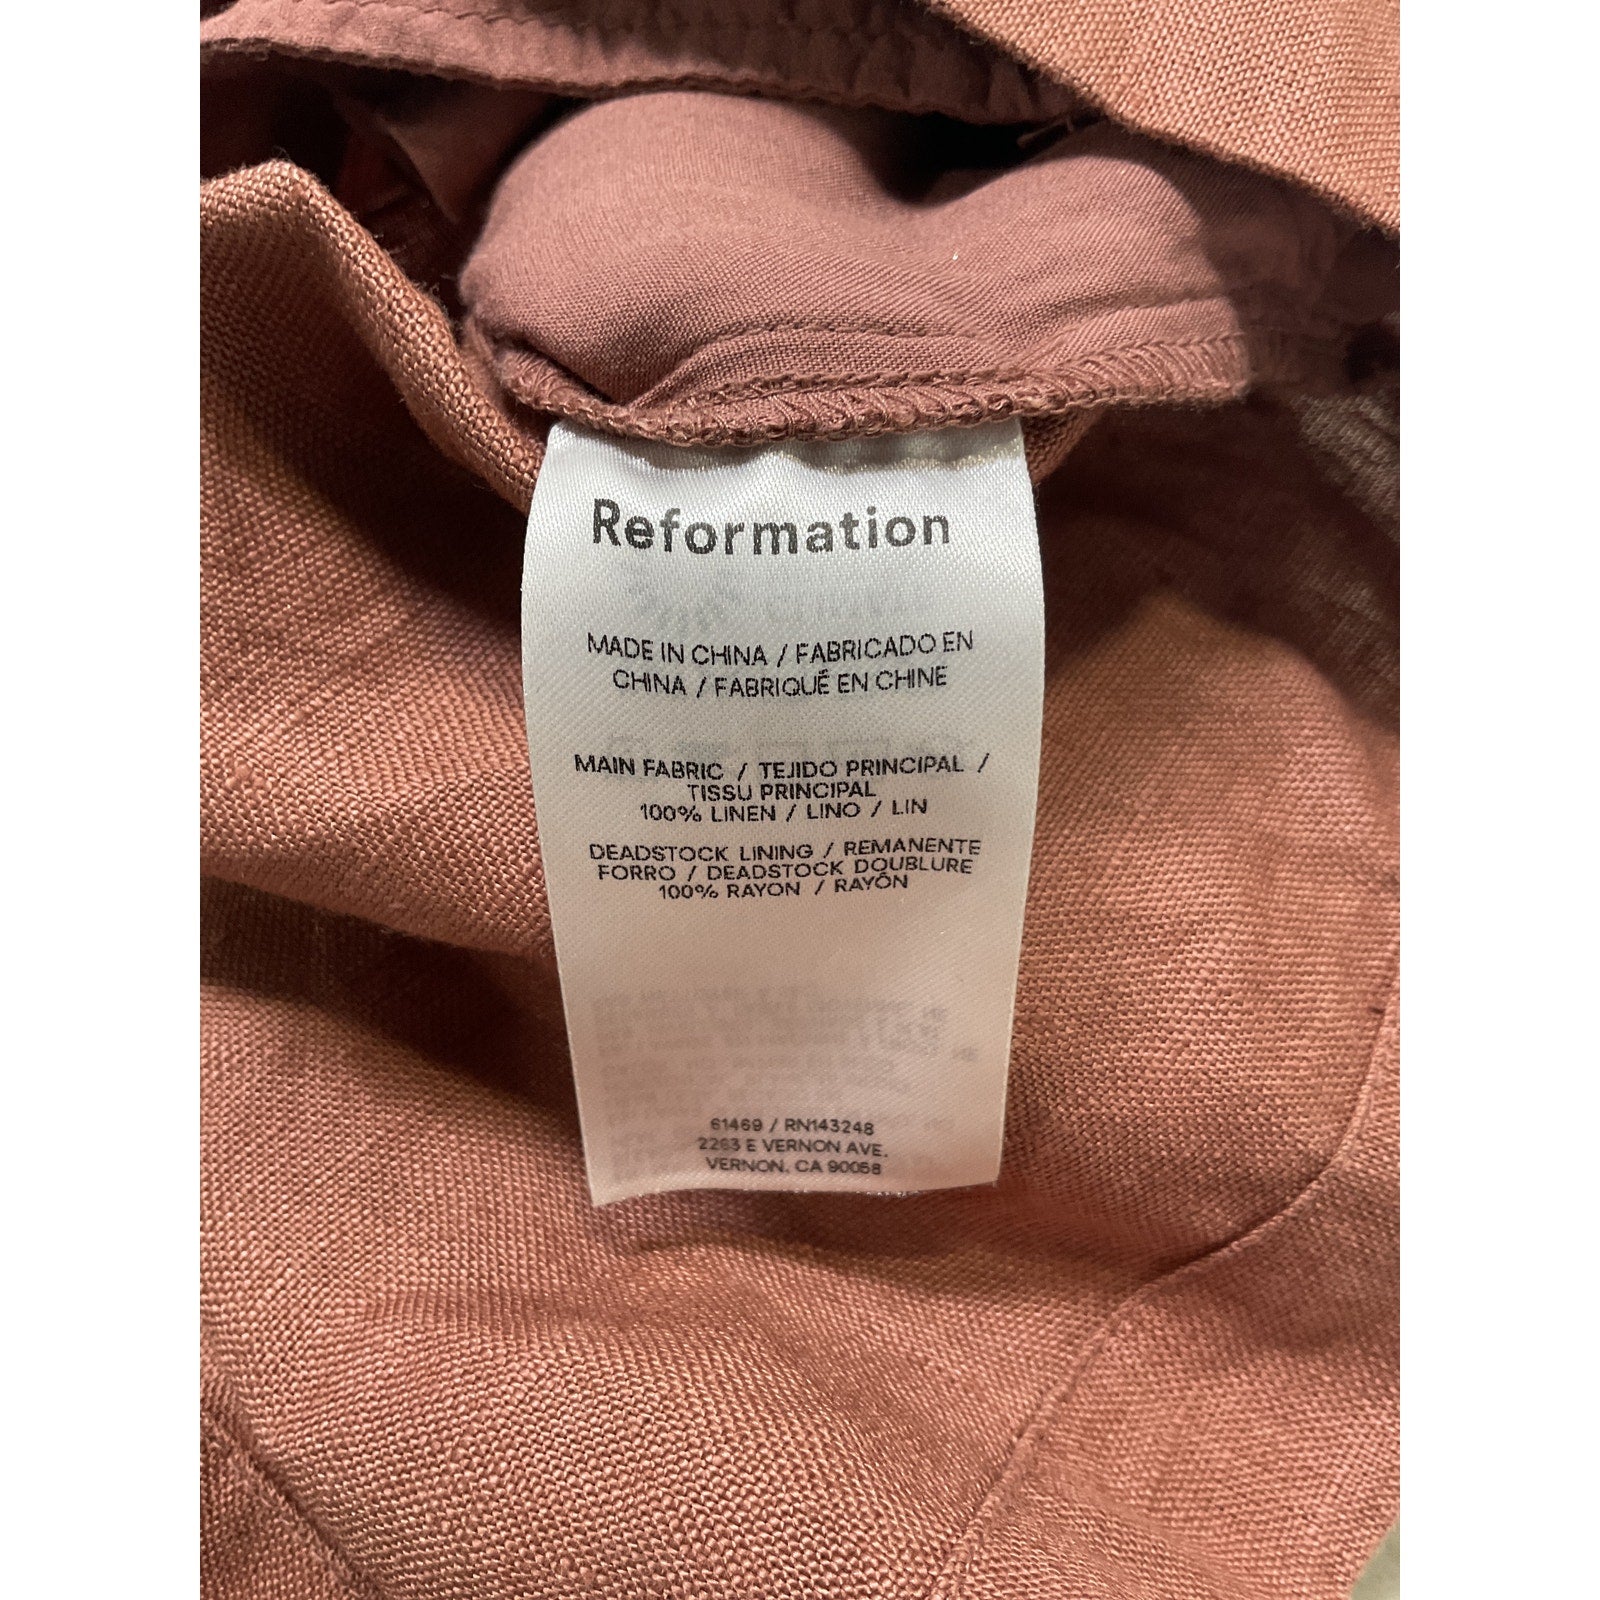 Reformation
MADE IN CHINA / FABRICADO EN
CHINA / FABRIQUÉ EN CHINE
MAIN FABRIC / TEJIDO PRINCIPAL /
TISSU PRINCIPAL
100% LINEN / LINO / LIN
DEADSTOCK LINING / REMANENTE
FORRO / DEADSTOCK DOUBLURE
100% RAYON / RAYÓN
61469 / RN143248
2263 E VERNON AVE.
VERNON, CA 90058